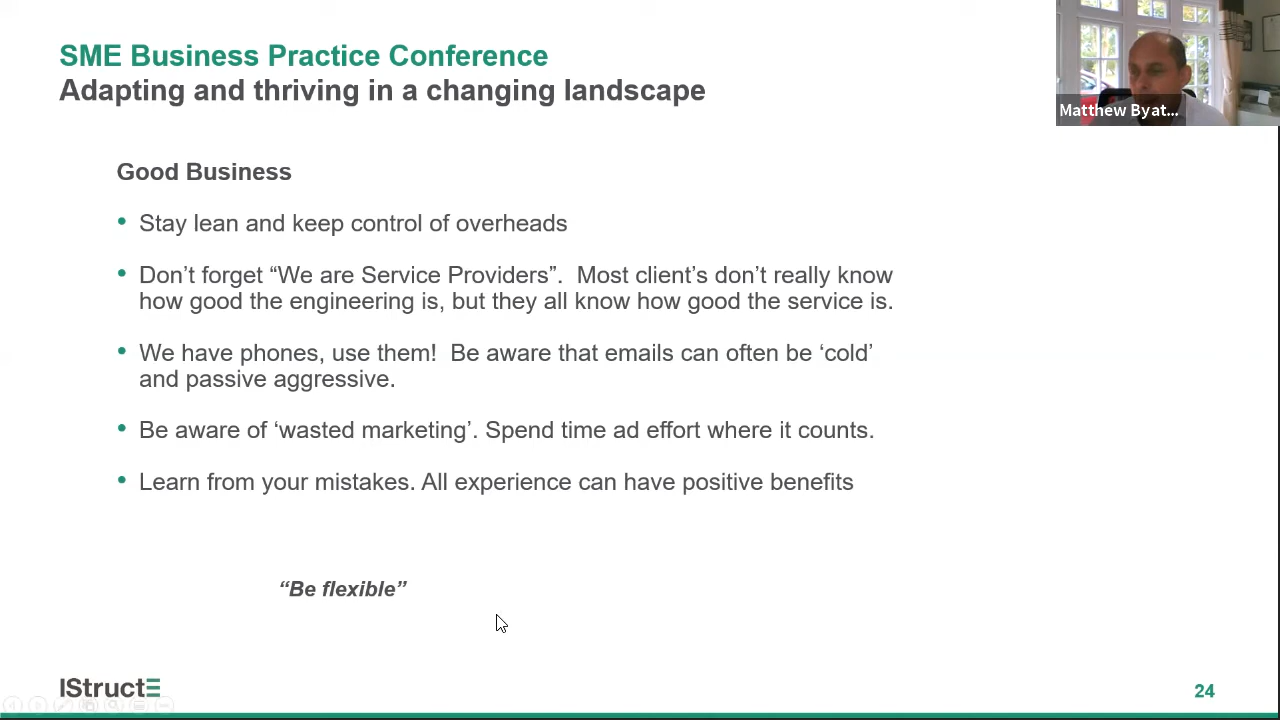 SME Business Practice Conference
Adapting and thriving in a changing landscape
Matthew Byat...
Good Business
• Stay lean and keep control of overheads
• Don’t forget “We are Service Providers”.  Most client’s don’t really know
how good the engineering is, but they all know how good the service is.
• We have phones, use them!  Be aware that emails can often be ‘cold’
and passive aggressive.
• Be aware of ‘wasted marketing’. Spend time ad effort where it counts.
• Learn from your mistakes. All experience can have positive benefits
“Be flexible”
IStructE
24